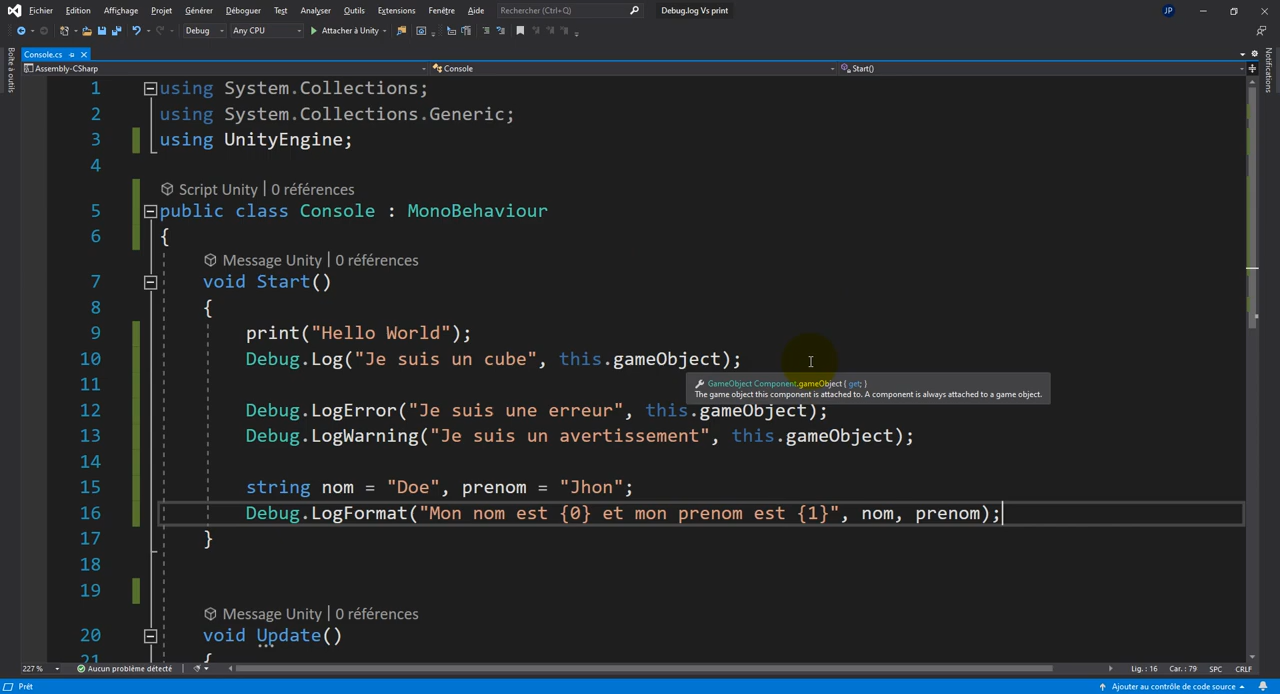 Fichier Edition Affichage Projet Générer Déboguer Test Analyser Outils Extensions Fenêtre Aide Rechercher (Ctrl+Q) Debug.log Vs print JP
Debug Any CPU Attacher à Unity
Console.cs
Assembly-CSharp Console Start()
Boîte à outils
Notifications
1 using System.Collections;
2 using System.Collections.Generic;
3 using UnityEngine;
4
Script Unity | 0 références
5 public class Console : MonoBehaviour
6 {
Message Unity | 0 références
7 void Start()
8 {
9 print("Hello World");
10 Debug.Log("Je suis un cube", this.gameObject);
11
GameObject Component.gameObject { get; }
The game object this component is attached to. A component is always attached to a game object.
12 Debug.LogError("Je suis une erreur", this.gameObject);
13 Debug.LogWarning("Je suis un avertissement", this.gameObject);
14
15 string nom = "Doe", prenom = "Jhon";
16 Debug.LogFormat("Mon nom est {0} et mon prenom est {1}", nom, prenom);
17 }
18
19
Message Unity | 0 références
20 void Update()
21 {
227 % Aucun problème détecté Lig. : 16 Car. : 79 SPC CRLF
Prêt Ajouter au contrôle de code source